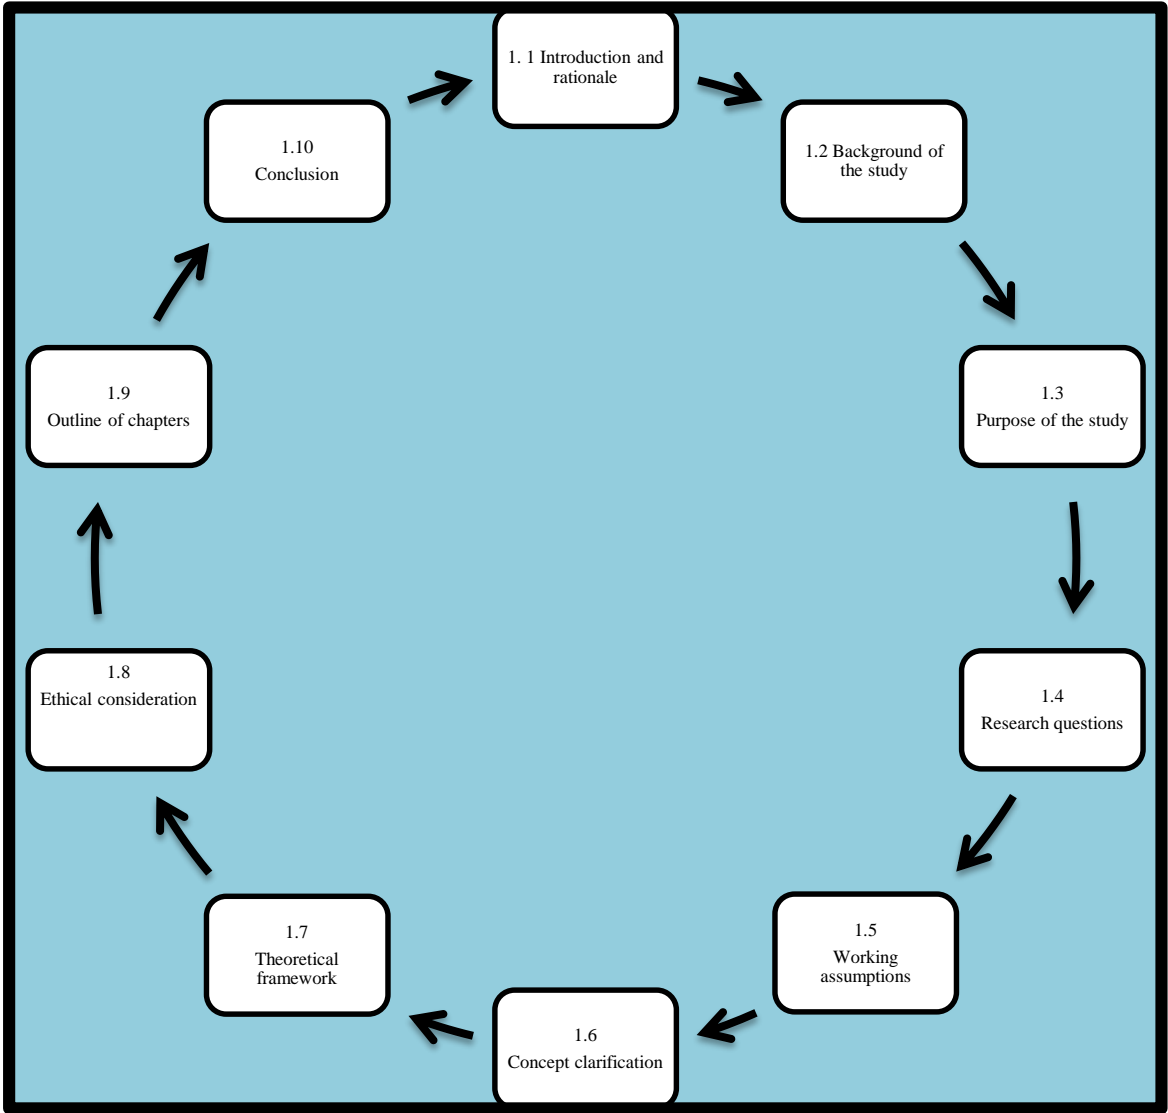 1. 1 Introduction and
rationale
1.2 Background of
the study
1.3
Purpose of the study
1.4
Research questions
1.5
Working
assumptions
1.6
Concept clarification
1.7
Theoretical
framework
1.8
Ethical consideration
1.9
Outline of chapters
1.10
Conclusion